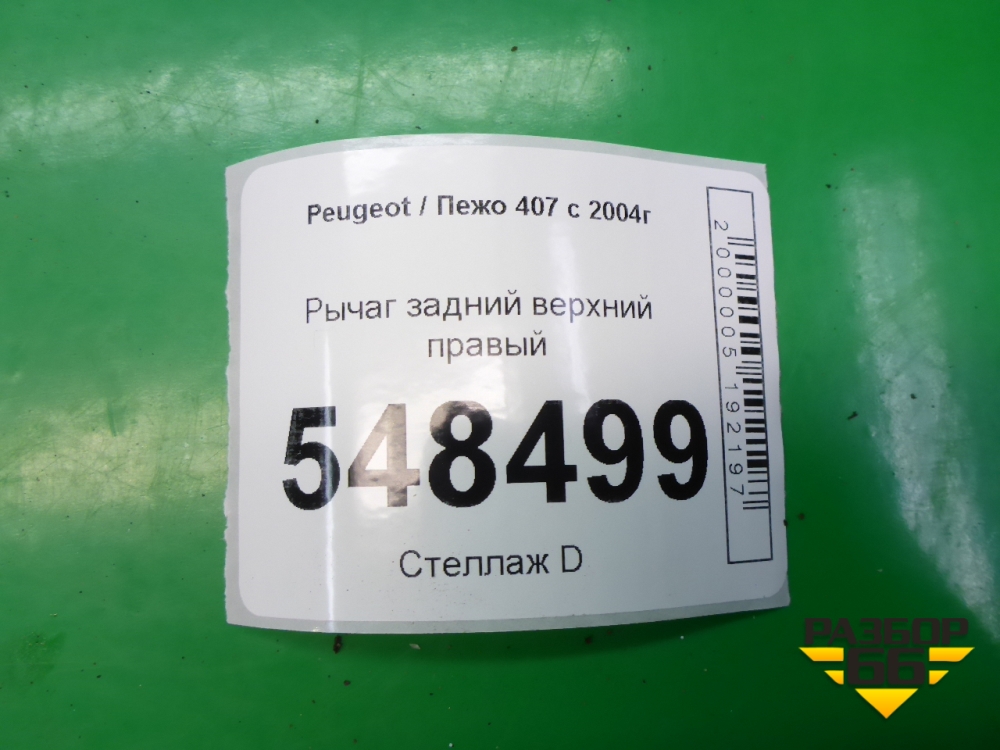 Peugeot / Пежо 407 с 2004г
Рычаг задний верхний
правый
548499
Стеллаж D
2000005192197
РАЗБОР
66